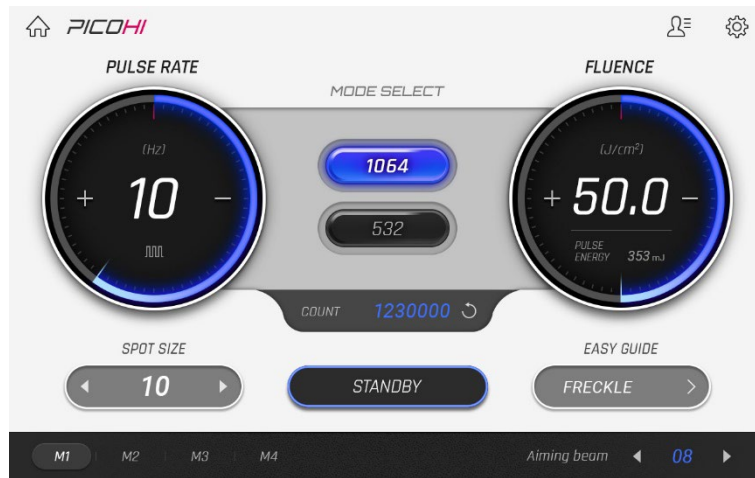 PICOHI
PULSE RATE
MODE SELECT
FLUENCE
(Hz)
+ 10 −
1064
532
(J/cm²)
+ 50.0 −
PULSE ENERGY 353 mJ
COUNT 1230000
SPOT SIZE
10
STANDBY
EASY GUIDE
FRECKLE
M1 M2 M3 M4
Aiming beam 08